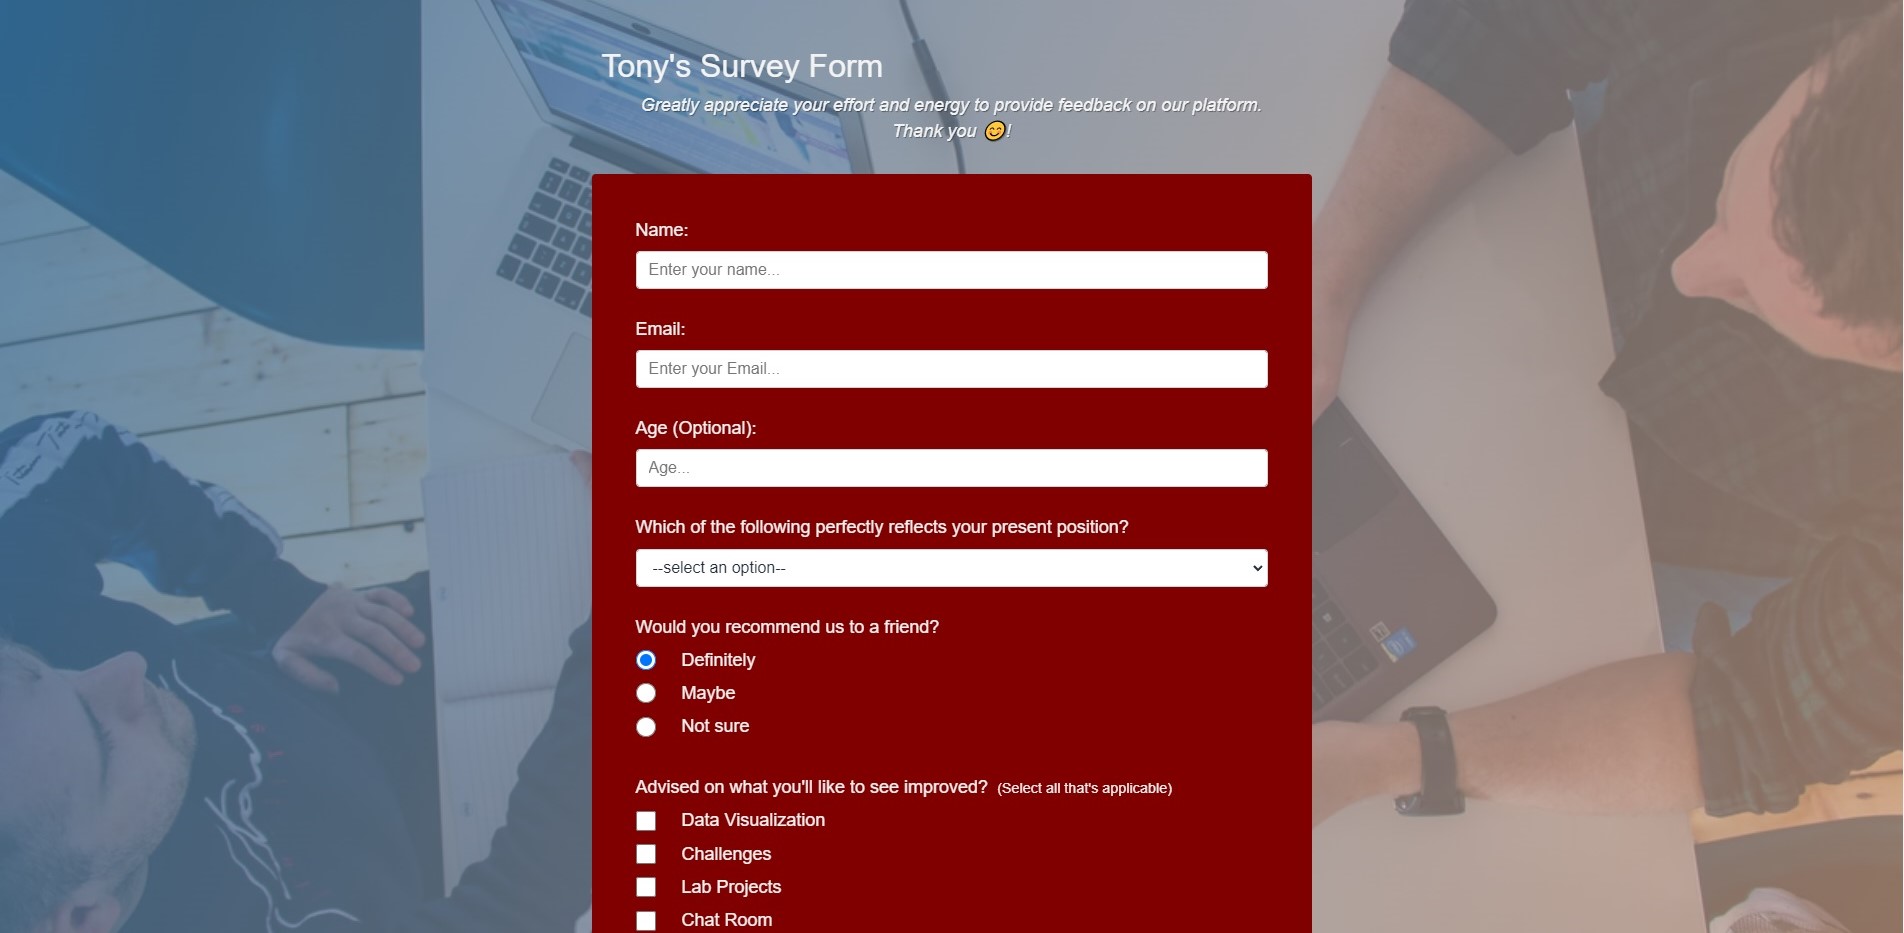 Tony's Survey Form
Greatly appreciate your effort and energy to provide feedback on our platform.
Thank you 😊!
Name:
Enter your name...
Email:
Enter your Email...
Age (Optional):
Age...
Which of the following perfectly reflects your present position?
--select an option--
Would you recommend us to a friend?
Definitely
Maybe
Not sure
Advised on what you'll like to see improved? (Select all that's applicable)
Data Visualization
Challenges
Lab Projects
Chat Room